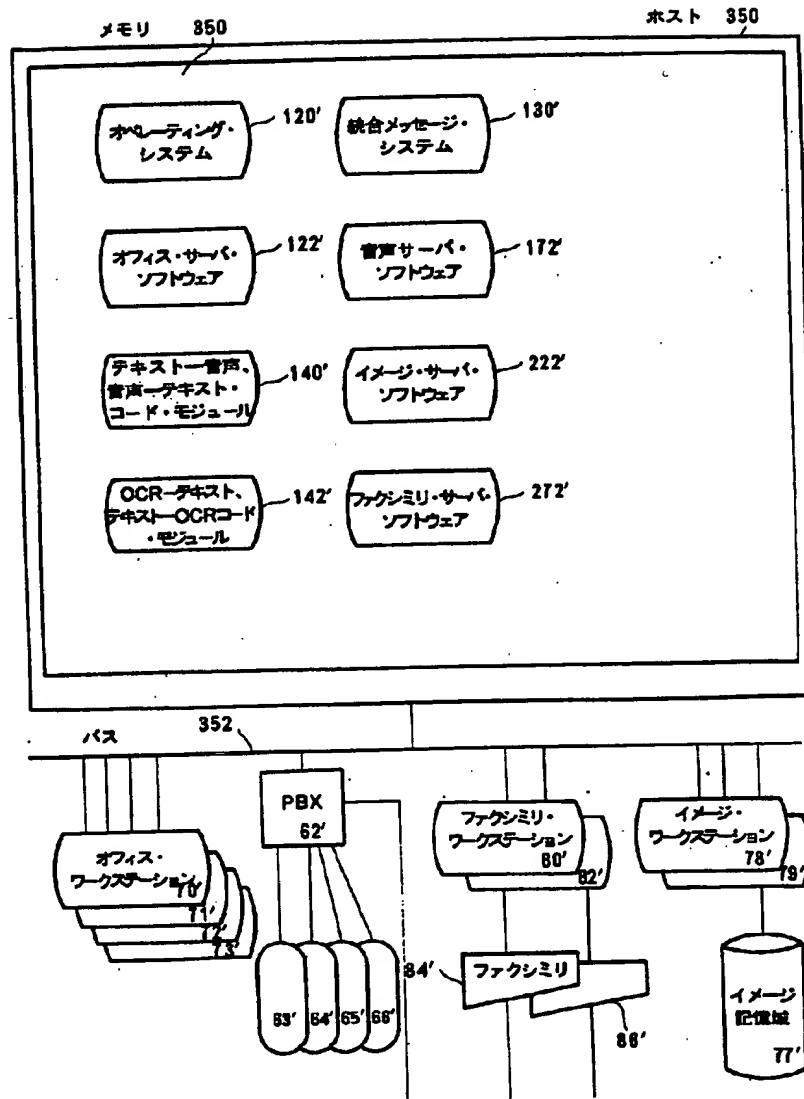 メモリ 350 ホスト 350
オペレーティング・
システム
120'
統合メッセージ・
システム
130'
オフィス・サーバ・
ソフトウェア
122'
音声サーバ・
ソフトウェア
172'
テキスト―音声、
音声―テキスト・
コード・モジュール
140'
イメージ・サーバ・
ソフトウェア
222'
OCR―テキスト、
テキスト―OCRコード
・モジュール
142'
ファクシミリ・サーバ・
ソフトウェア
272'
バス 352
オフィス・
ワークステーション
70'
71'
72'
73'
PBX
62'
63' 64' 65' 66'
ファクシミリ・
ワークステーション
80'
82'
イメージ・
ワークステーション
78'
79'
84'
ファクシミリ
86'
イメージ
記憶域
77'